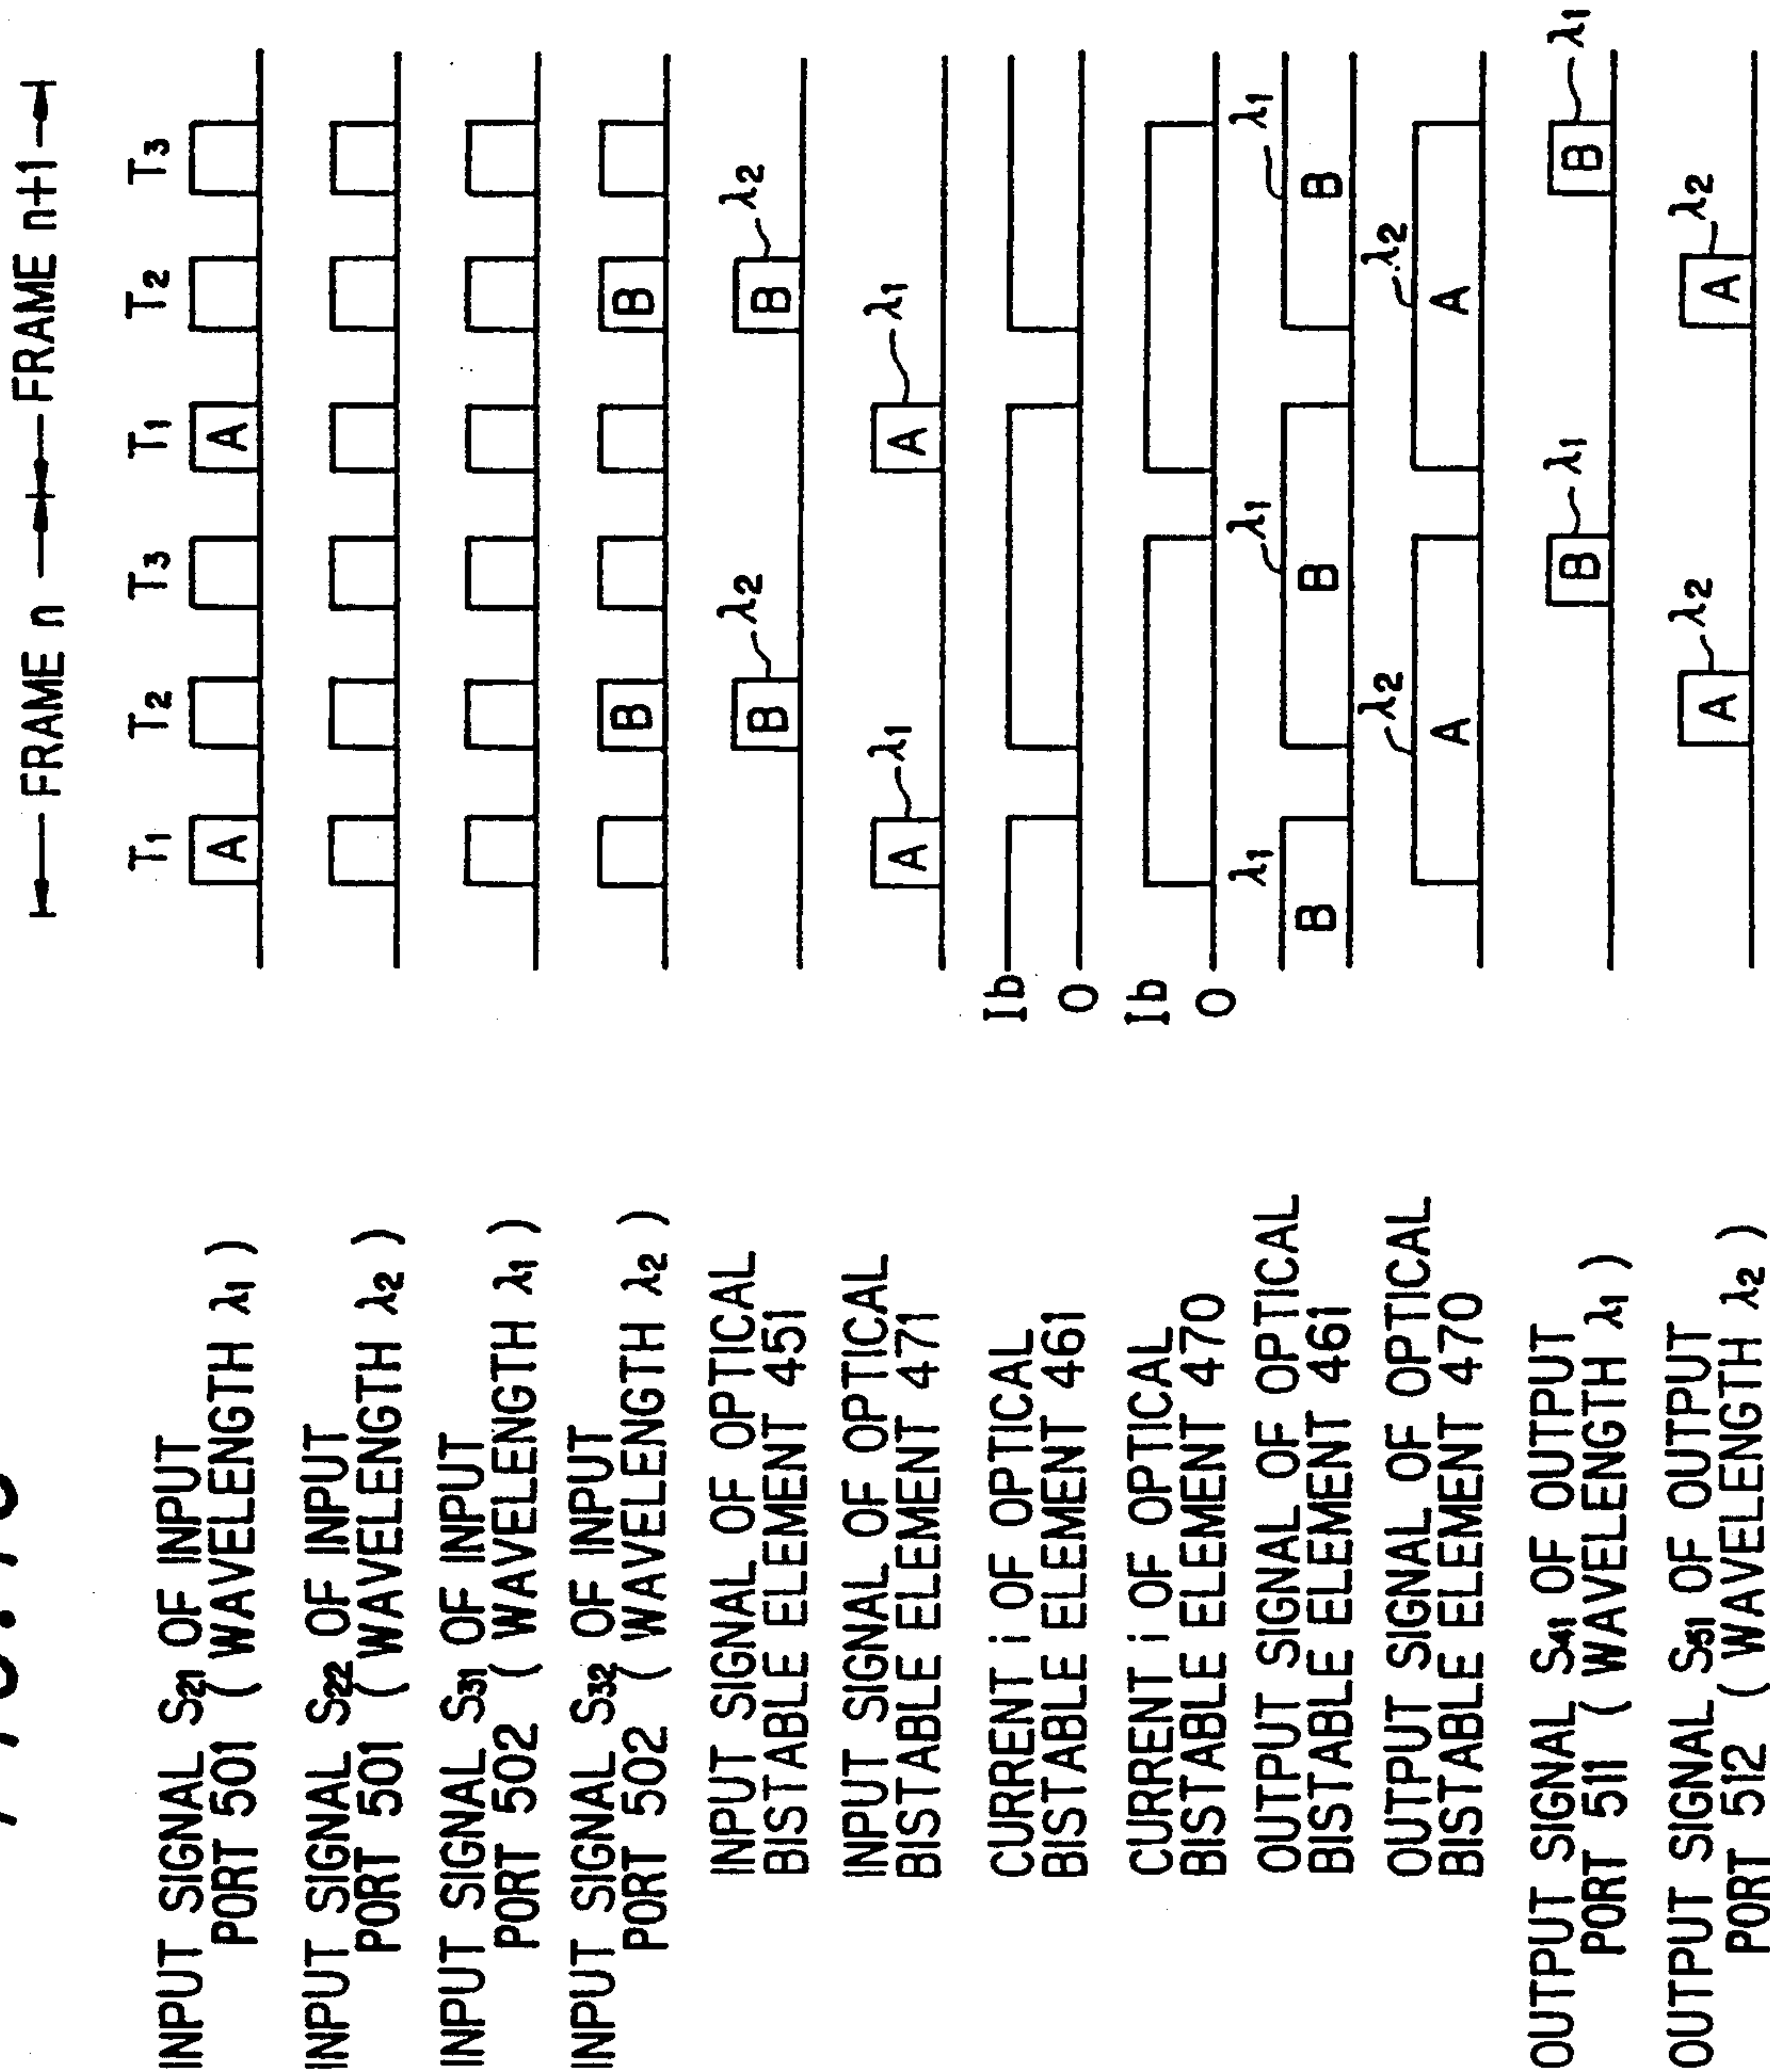 FRAME n FRAME n+1
T1 T2 T3 T1 T2 T3
INPUT SIGNAL S21 OF INPUT
PORT 501 ( WAVELENGTH λ1 )
A A
INPUT SIGNAL S22 OF INPUT
PORT 501 ( WAVELENGTH λ2 )
INPUT SIGNAL S31 OF INPUT
PORT 502 ( WAVELENGTH λ1 )
INPUT SIGNAL S32 OF INPUT
PORT 502 ( WAVELENGTH λ2 )
B B
INPUT SIGNAL OF OPTICAL
BISTABLE ELEMENT 451
B λ2 B λ2
INPUT SIGNAL OF OPTICAL
BISTABLE ELEMENT 471
A λ1 A λ1
CURRENT i OF OPTICAL
BISTABLE ELEMENT 461
Ib
0
CURRENT i OF OPTICAL
BISTABLE ELEMENT 470
Ib
0
OUTPUT SIGNAL OF OPTICAL
BISTABLE ELEMENT 461
λ1 λ1 λ1
B B B
OUTPUT SIGNAL OF OPTICAL
BISTABLE ELEMENT 470
λ2 λ2
A A
OUTPUT SIGNAL S41 OF OUTPUT
PORT 511 ( WAVELENGTH λ1 )
B λ1 B λ1
OUTPUT SIGNAL S51 OF OUTPUT
PORT 512 ( WAVELENGTH λ2 )
A λ2 A λ2